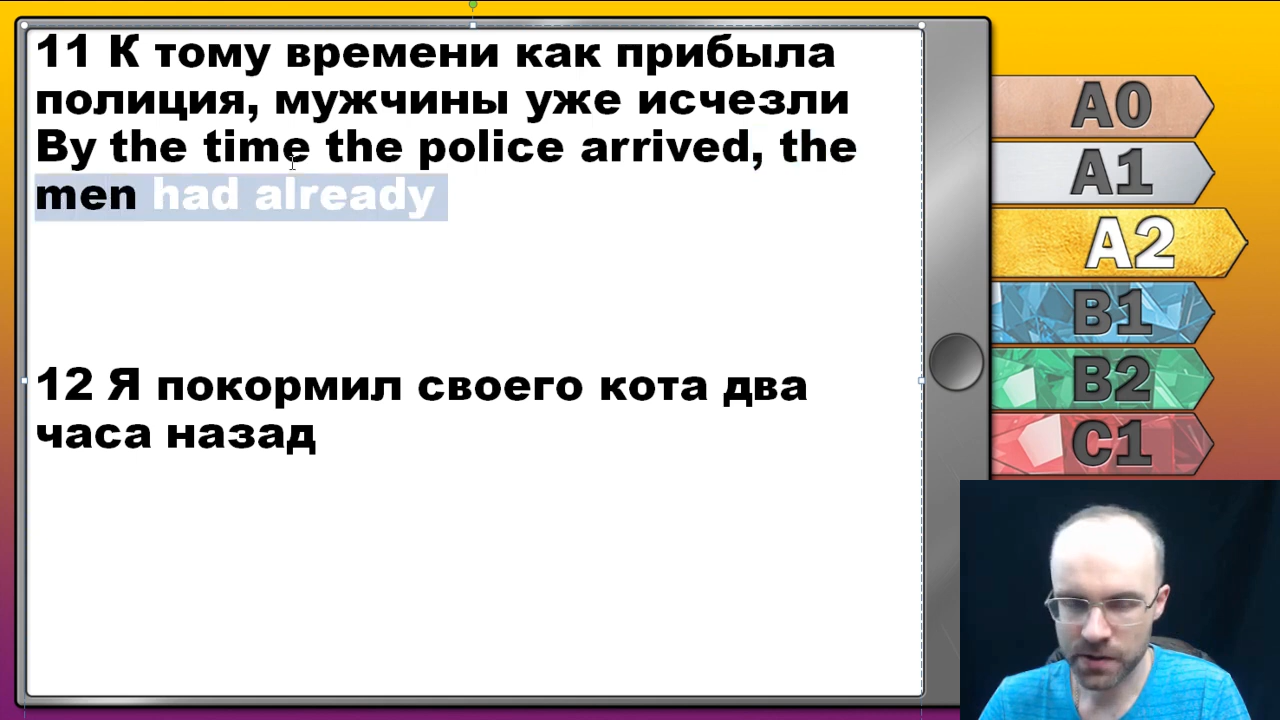 11 К тому времени как прибыла
полиция, мужчины уже исчезли
By the time the police arrived, the
men had already
12 Я покормил своего кота два
часа назад
A0
A1
A2
B1
B2
C1